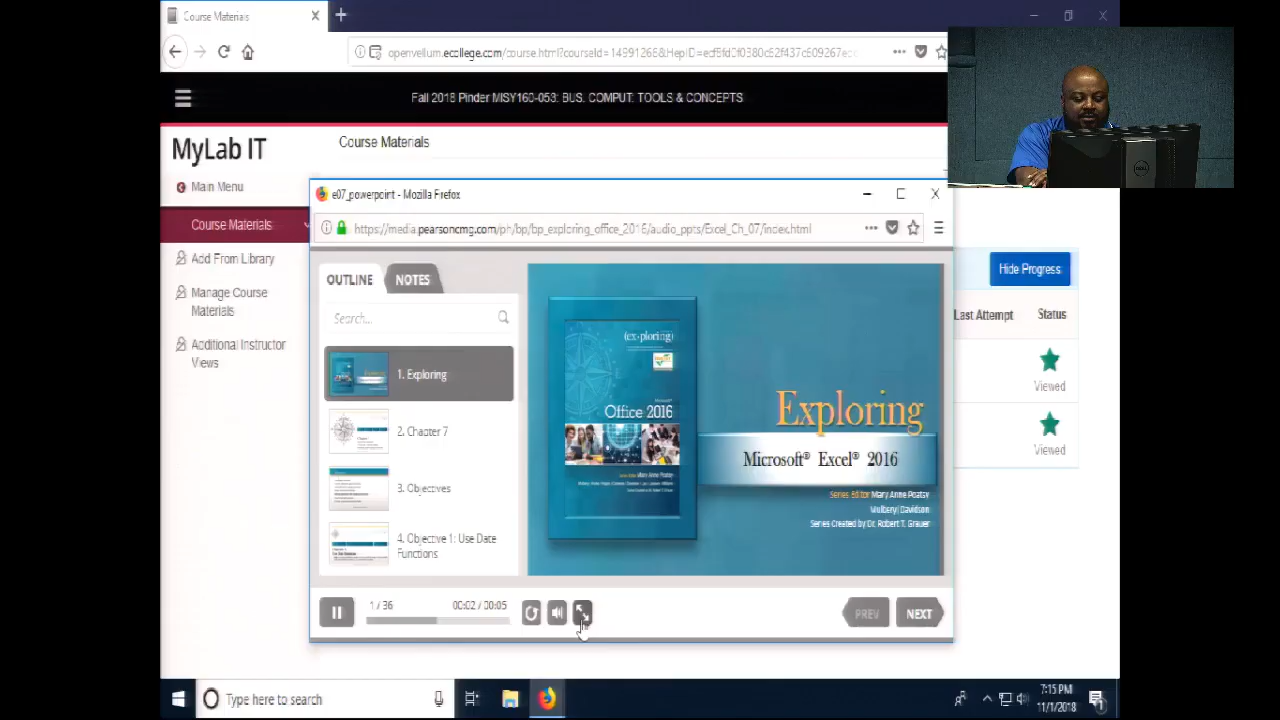 Course Materials
openvellum.ecollege.com/course.html?courseId=
Fall 2018 Pinder MISY160-053: BUS. COMPUT: TOOLS & CONCEPTS
MyLab IT
Course Materials
Main Menu
Course Materials
Add From Library
Manage Course
Materials
Additional Instructor
Views
e07_powerpoint - Mozilla Firefox
https://media.pearsoncmg.com/ph/bp/bp_exploring_office_2016/audio_ppts/Excel_Ch_07/index.html
OUTLINE
NOTES
Search...
1. Exploring
2. Chapter 7
3. Objectives
4. Objective 1: Use Date
Functions
(ex·ploring)
Office 2016
Exploring
Microsoft® Excel® 2016
Series Editor Mary Anne Poatsy
Mulbery| Davidson
Series Created by Dr. Robert T. Grauer
1 / 36
00:02 / 00:05
PREV
NEXT
Hide Progress
Last Attempt
Status
Viewed
Viewed
DELL
Type here to search
7:15 PM
11/1/2018
1